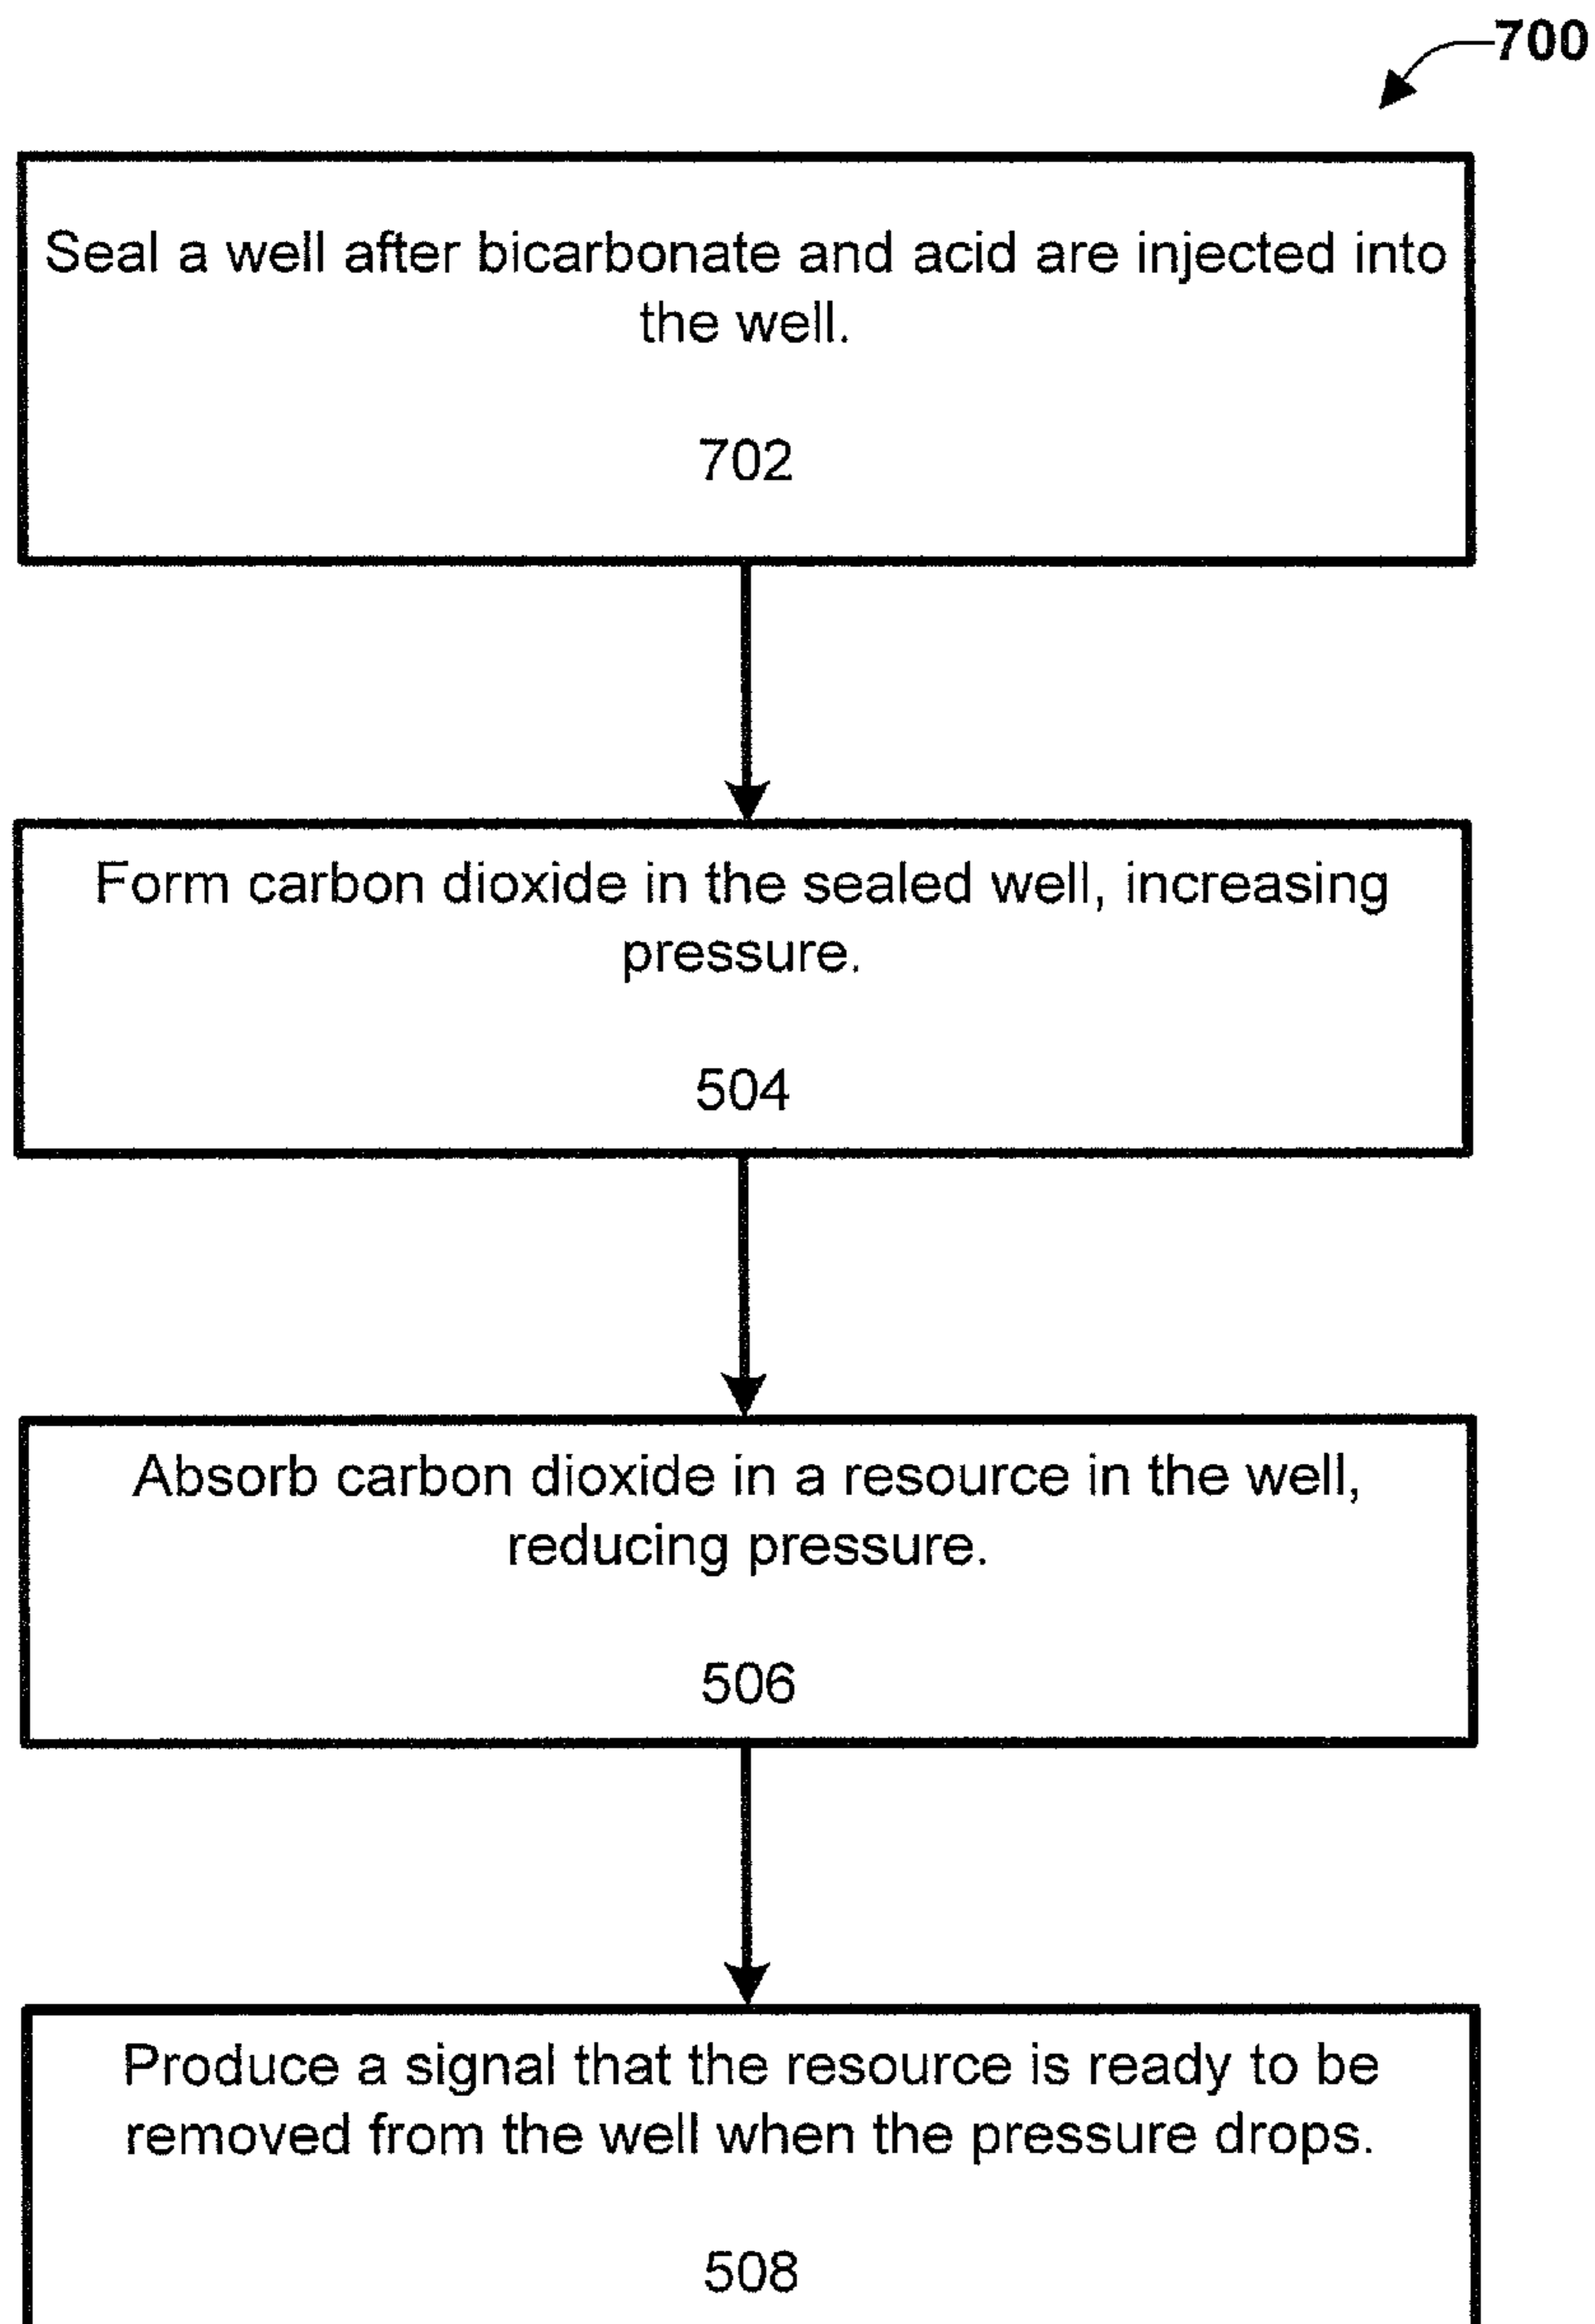 700
Seal a well after bicarbonate and acid are injected into
the well.
702
Form carbon dioxide in the sealed well, increasing
pressure.
504
Absorb carbon dioxide in a resource in the well,
reducing pressure.
506
Produce a signal that the resource is ready to be
removed from the well when the pressure drops.
508